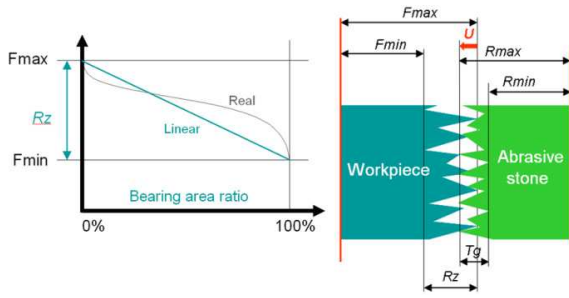 Fmax
Rz
Fmin
Real
Linear
Bearing area ratio
0%
100%
Fmax
U
Fmin
Rmax
Rmin
Workpiece
Abrasive
stone
Tg
Rz